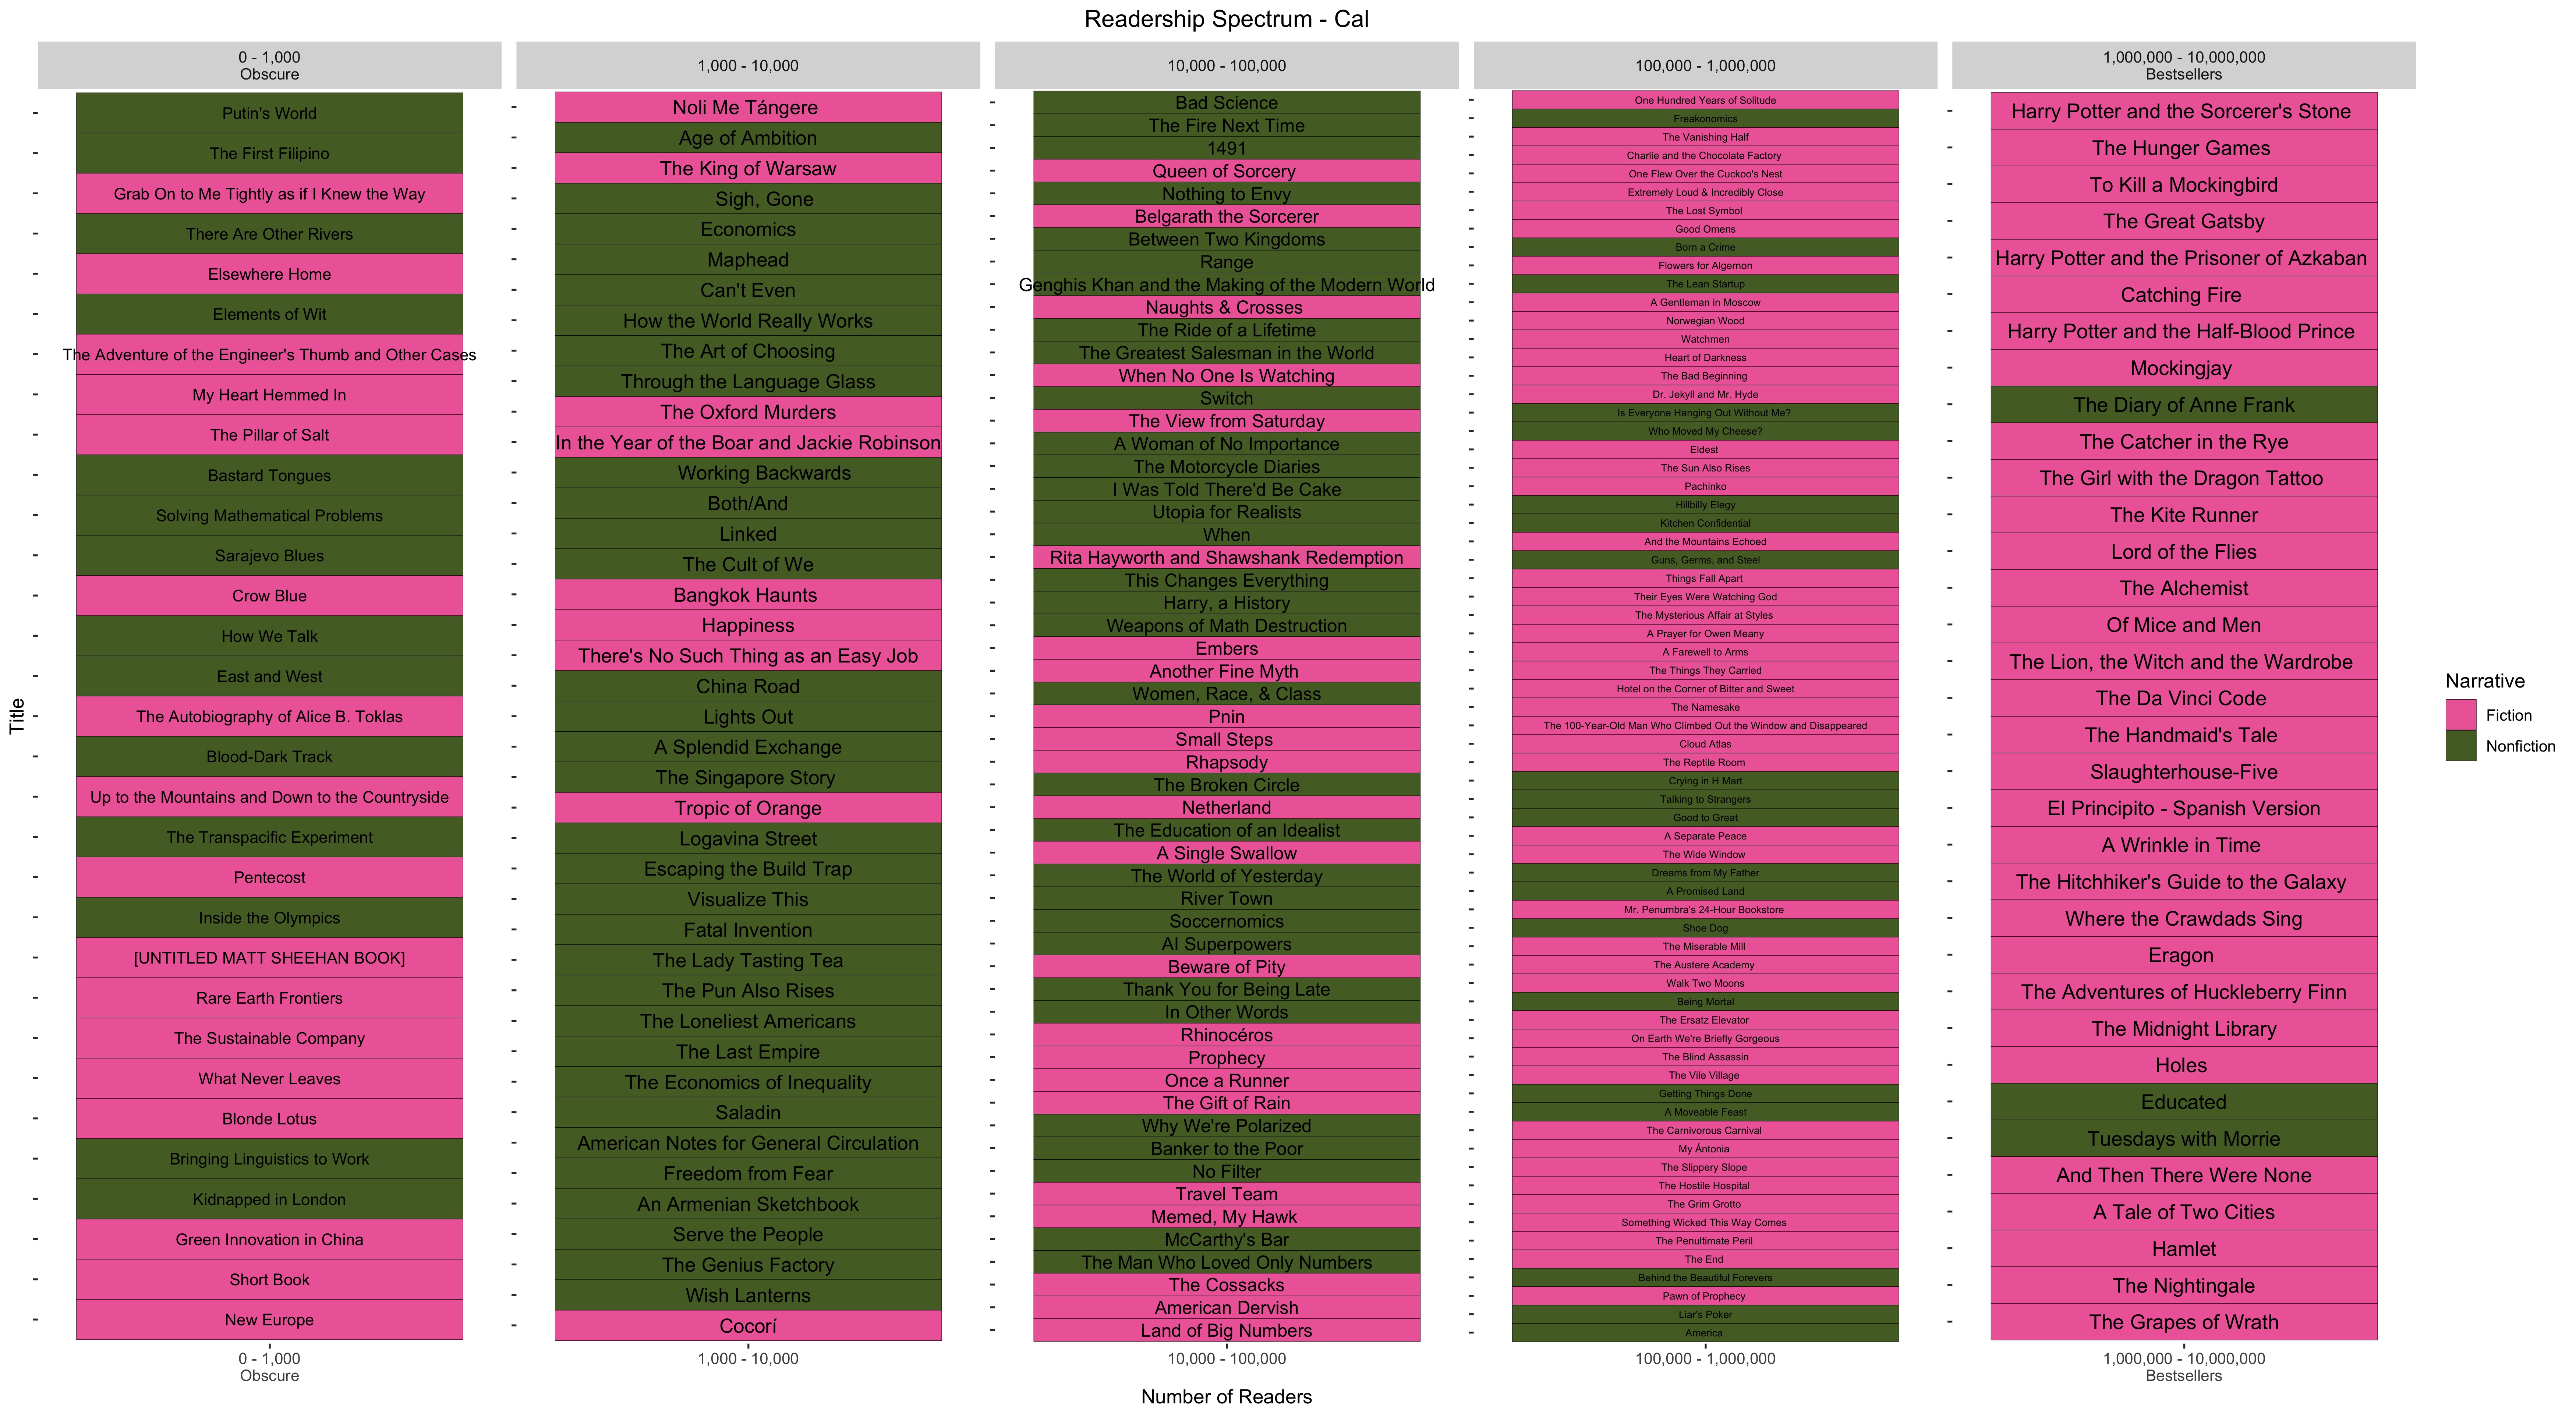 Readership Spectrum - Cal
0 - 1,000
Obscure
1,000 - 10,000
10,000 - 100,000
100,000 - 1,000,000
1,000,000 - 10,000,000
Bestsellers
Title
Putin's World
The First Filipino
Grab On to Me Tightly as if I Knew the Way
There Are Other Rivers
Elsewhere Home
Elements of Wit
The Adventure of the Engineer's Thumb and Other Cases
My Heart Hemmed In
The Pillar of Salt
Bastard Tongues
Solving Mathematical Problems
Sarajevo Blues
Crow Blue
How We Talk
East and West
The Autobiography of Alice B. Toklas
Blood-Dark Track
Up to the Mountains and Down to the Countryside
The Transpacific Experiment
Pentecost
Inside the Olympics
[UNTITLED MATT SHEEHAN BOOK]
Rare Earth Frontiers
The Sustainable Company
What Never Leaves
Blonde Lotus
Bringing Linguistics to Work
Kidnapped in London
Green Innovation in China
Short Book
New Europe
Noli Me Tángere
Age of Ambition
The King of Warsaw
Sigh, Gone
Economics
Maphead
Can't Even
How the World Really Works
The Art of Choosing
Through the Language Glass
The Oxford Murders
In the Year of the Boar and Jackie Robinson
Working Backwards
Both/And
Linked
The Cult of We
Bangkok Haunts
Happiness
There's No Such Thing as an Easy Job
China Road
Lights Out
A Splendid Exchange
The Singapore Story
Tropic of Orange
Logavina Street
Escaping the Build Trap
Visualize This
Fatal Invention
The Lady Tasting Tea
The Pun Also Rises
The Loneliest Americans
The Last Empire
The Economics of Inequality
Saladin
American Notes for General Circulation
Freedom from Fear
An Armenian Sketchbook
Serve the People
The Genius Factory
Wish Lanterns
Cocorí
Bad Science
The Fire Next Time
1491
Queen of Sorcery
Nothing to Envy
Belgarath the Sorcerer
Between Two Kingdoms
Range
Genghis Khan and the Making of the Modern World
Naughts & Crosses
The Ride of a Lifetime
The Greatest Salesman in the World
When No One Is Watching
Switch
The View from Saturday
A Woman of No Importance
The Motorcycle Diaries
I Was Told There'd Be Cake
Utopia for Realists
When
Rita Hayworth and Shawshank Redemption
This Changes Everything
Harry, a History
Weapons of Math Destruction
Embers
Another Fine Myth
Women, Race, & Class
Pnin
Small Steps
Rhapsody
The Broken Circle
Netherland
The Education of an Idealist
A Single Swallow
The World of Yesterday
River Town
Soccernomics
AI Superpowers
Beware of Pity
Thank You for Being Late
In Other Words
Rhinocéros
Prophecy
Once a Runner
The Gift of Rain
Why We're Polarized
Banker to the Poor
No Filter
Travel Team
Memed, My Hawk
McCarthy's Bar
The Man Who Loved Only Numbers
The Cossacks
American Dervish
Land of Big Numbers
One Hundred Years of Solitude
Freakonomics
The Vanishing Half
Charlie and the Chocolate Factory
One Flew Over the Cuckoo's Nest
Extremely Loud & Incredibly Close
The Lost Symbol
Good Omens
Born a Crime
Flowers for Algernon
The Lean Startup
A Gentleman in Moscow
Norwegian Wood
Watchmen
Heart of Darkness
The Bad Beginning
Dr. Jekyll and Mr. Hyde
Is Everyone Hanging Out Without Me?
Who Moved My Cheese?
Eldest
The Sun Also Rises
Pachinko
Hillbilly Elegy
Kitchen Confidential
And the Mountains Echoed
Guns, Germs, and Steel
Things Fall Apart
Their Eyes Were Watching God
The Mysterious Affair at Styles
A Prayer for Owen Meany
A Farewell to Arms
The Things They Carried
Hotel on the Corner of Bitter and Sweet
The Namesake
The 100-Year-Old Man Who Climbed Out the Window and Disappeared
Cloud Atlas
The Reptile Room
Crying in H Mart
Talking to Strangers
Good to Great
A Separate Peace
The Wide Window
Dreams from My Father
A Promised Land
Mr. Penumbra's 24-Hour Bookstore
Shoe Dog
The Miserable Mill
The Austere Academy
Walk Two Moons
Being Mortal
The Ersatz Elevator
On Earth We're Briefly Gorgeous
The Blind Assassin
The Vile Village
Getting Things Done
A Moveable Feast
The Carnivorous Carnival
My Ántonia
The Slippery Slope
The Hostile Hospital
The Grim Grotto
Something Wicked This Way Comes
The Penultimate Peril
The End
Behind the Beautiful Forevers
Pawn of Prophecy
Liar's Poker
America
Harry Potter and the Sorcerer's Stone
The Hunger Games
To Kill a Mockingbird
The Great Gatsby
Harry Potter and the Prisoner of Azkaban
Catching Fire
Harry Potter and the Half-Blood Prince
Mockingjay
The Diary of Anne Frank
The Catcher in the Rye
The Girl with the Dragon Tattoo
The Kite Runner
Lord of the Flies
The Alchemist
Of Mice and Men
The Lion, the Witch and the Wardrobe
The Da Vinci Code
The Handmaid's Tale
Slaughterhouse-Five
El Principito - Spanish Version
A Wrinkle in Time
The Hitchhiker's Guide to the Galaxy
Where the Crawdads Sing
Eragon
The Adventures of Huckleberry Finn
The Midnight Library
Holes
Educated
Tuesdays with Morrie
And Then There Were None
A Tale of Two Cities
Hamlet
The Nightingale
The Grapes of Wrath
Narrative
Fiction
Nonfiction
0 - 1,000
Obscure
1,000 - 10,000
10,000 - 100,000
100,000 - 1,000,000
1,000,000 - 10,000,000
Bestsellers
Number of Readers